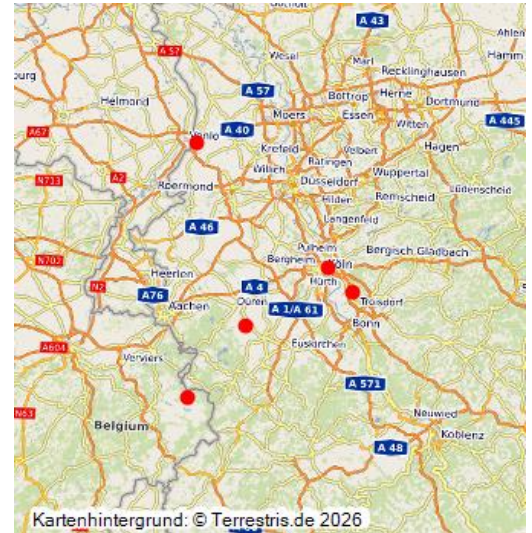 A 43
Ahlen
A 57
Wesel
Marl
Recklinghausen
Hamm
Helmond
A 57
Bottrop
Herne
Dortmund
Moers
Essen
A 67
Venlo
A 40
Witten
A 445
Krefeld
Velbert
Hagen
N713
A2
Willich
Ratingen
Wuppertal
Roermond
Düsseldorf
Lüdenscheid
Hilden
Remscheid
Langenfeld
A 46
Pulheim
N702
Heerlen
Bergheim
Köln
Bergisch Gladbach
N2
A76
A 4
Hürth
Aachen
Düren
A 1/A 61
Troisdorf
Bonn
A604
Verviers
Euskirchen
A 571
N63
Belgium
Neuwied
A 48
Koblenz
Kartenhintergrund: © Terrestris.de 2026